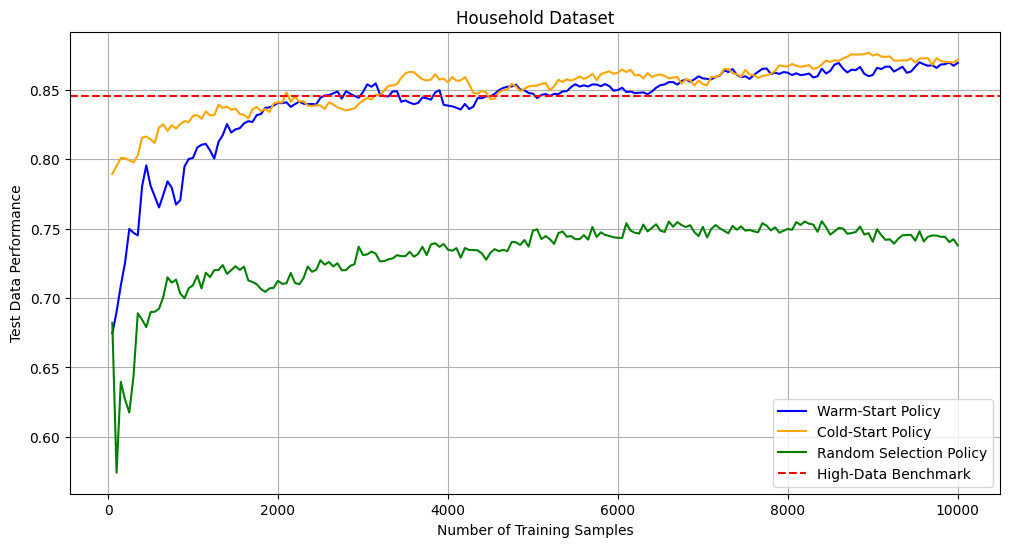 Household Dataset
Test Data Performance
0.85
0.80
0.75
0.70
0.65
0.60
Warm-Start Policy
Cold-Start Policy
Random Selection Policy
High-Data Benchmark
0
2000
4000
6000
8000
10000
Number of Training Samples